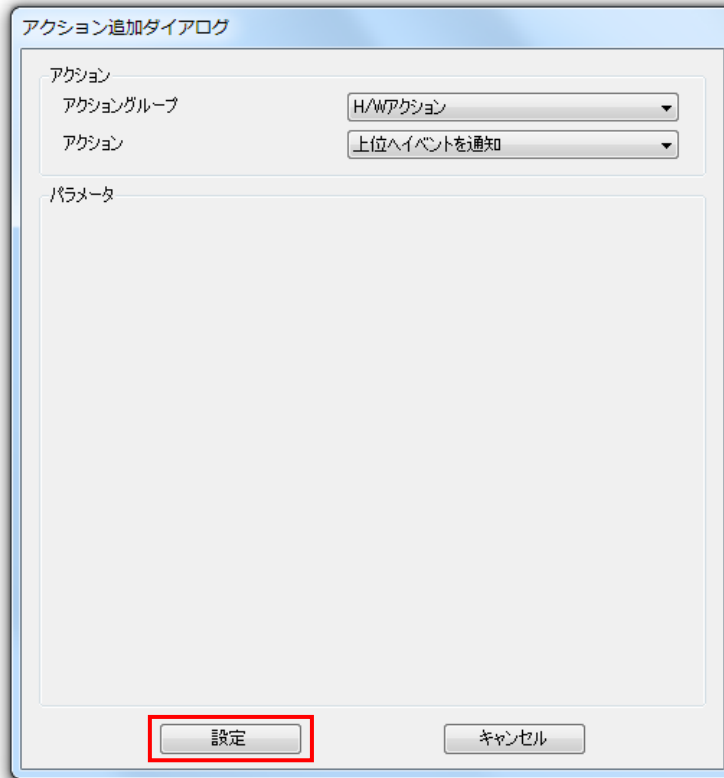 アクション追加ダイアログ
アクション
アクショングループ
H/Wアクション
アクション
上位へイベントを通知
パラメータ
設定
キャンセル